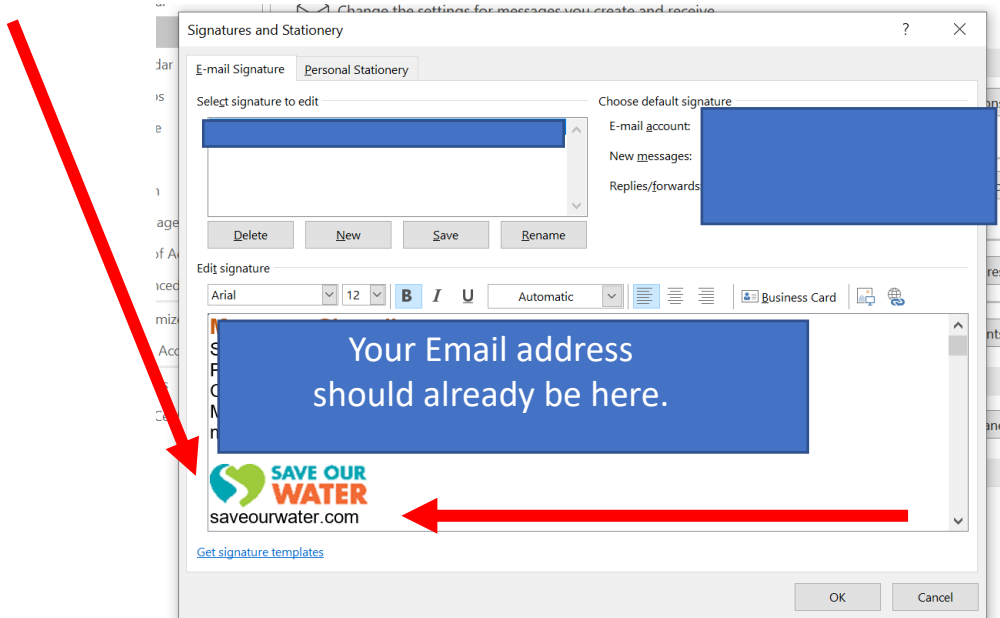 Change the settings for messages you create and receive
Signatures and Stationery ?
E-mail Signature Personal Stationery
Select signature to edit
Choose default signature
E-mail account:
New messages:
Replies/forwards
Delete New Save Rename
Edit signature
Arial 12 B I U Automatic Business Card
Your Email address
should already be here.
SAVE OUR
WATER
saveourwater.com
Get signature templates
OK Cancel